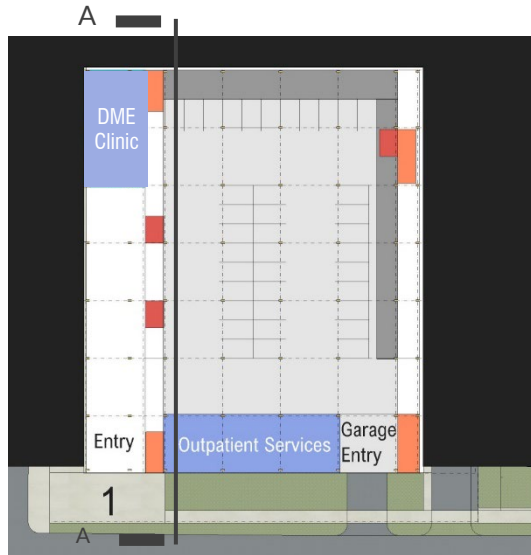 A
DME
Clinic
Entry
Outpatient Services
Garage
Entry
1
A